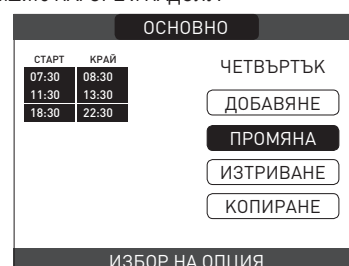 ОСНОВНО
СТАРТ КРАЙ
07:30 08:30
11:30 13:30
18:30 22:30
ЧЕТВЪРТЪК
ДОБАВЯНЕ
ПРОМЯНА
ИЗТРИВАНЕ
КОПИРАНЕ
ИЗБОР НА ОПЦИЯ